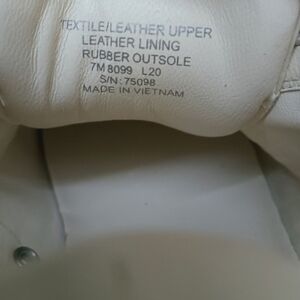 TEXTILE/LEATHER UPPER
LEATHER LINING
RUBBER OUTSOLE
7M 8099 L20
S/N: 75098
MADE IN VIETNAM